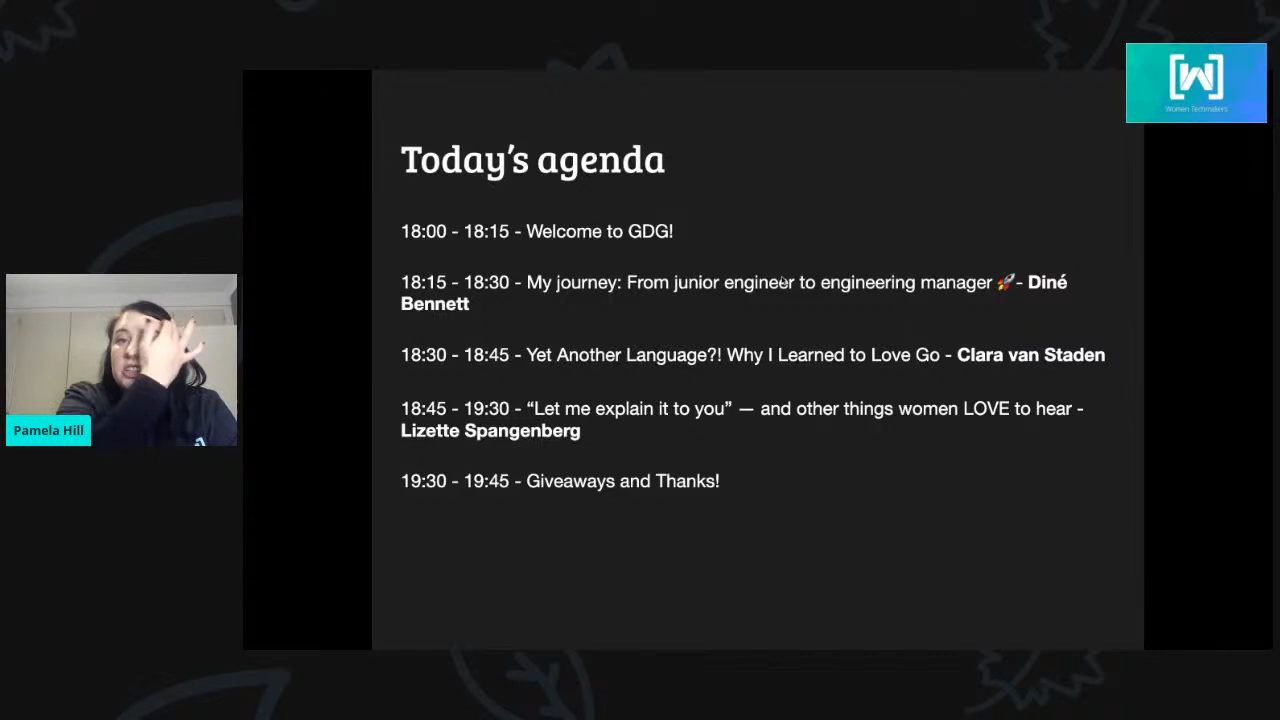 Women Techmakers
Today's agenda
18:00 - 18:15 - Welcome to GDG!
18:15 - 18:30 - My journey: From junior engineer to engineering manager 🚀- Diné
Bennett
18:30 - 18:45 - Yet Another Language?! Why I Learned to Love Go - Clara van Staden
18:45 - 19:30 - “Let me explain it to you” — and other things women LOVE to hear -
Lizette Spangenberg
19:30 - 19:45 - Giveaways and Thanks!
Pamela Hill